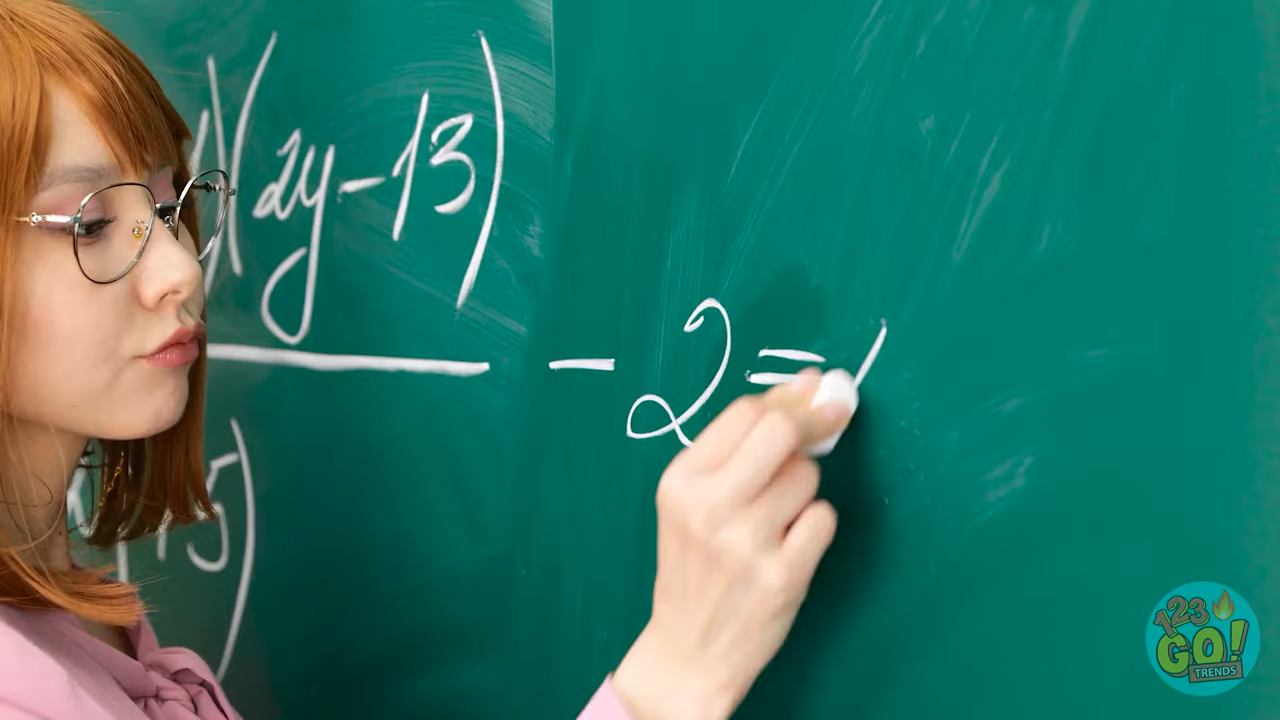 )(2y-13)
- 2 =
5)
123
GO!
TRENDS